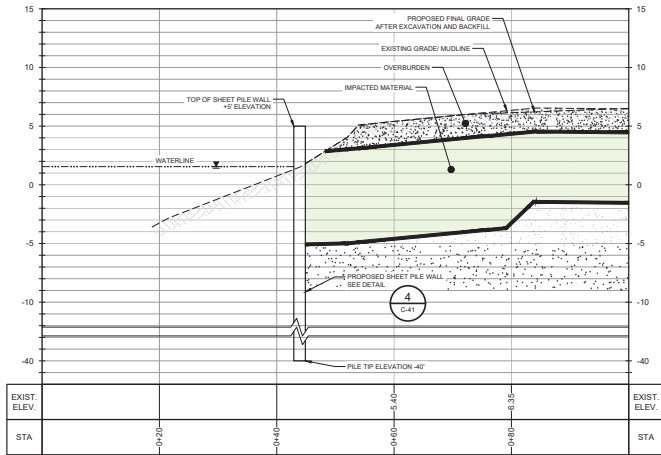 15
15
PROPOSED FINAL GRADE
AFTER EXCAVATION AND BACKFILL
EXISTING GRADE/ MUDLINE
10
10
OVERBURDEN
IMPACTED MATERIAL
TOP OF SHEET PILE WALL
+5' ELEVATION
5
5
WATERLINE
0
0
-5
-5
PROPOSED SHEET PILE WALL
SEE DETAIL
4
C-41
-10
-10
-40
PILE TIP ELEVATION -40'
-40
EXIST.
ELEV.
5.40
6.35
EXIST.
ELEV.
STA
0+20
0+40
0+60
0+80
STA